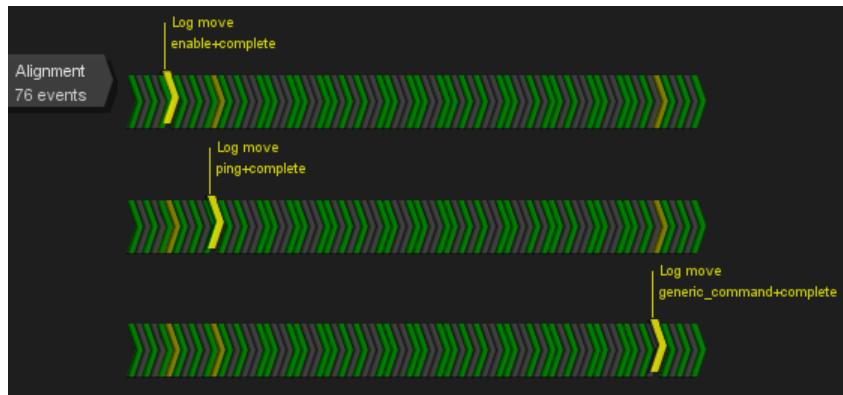 Log move
enable+complete
Alignment
76 events
Log move
ping+complete
Log move
generic_command+complete